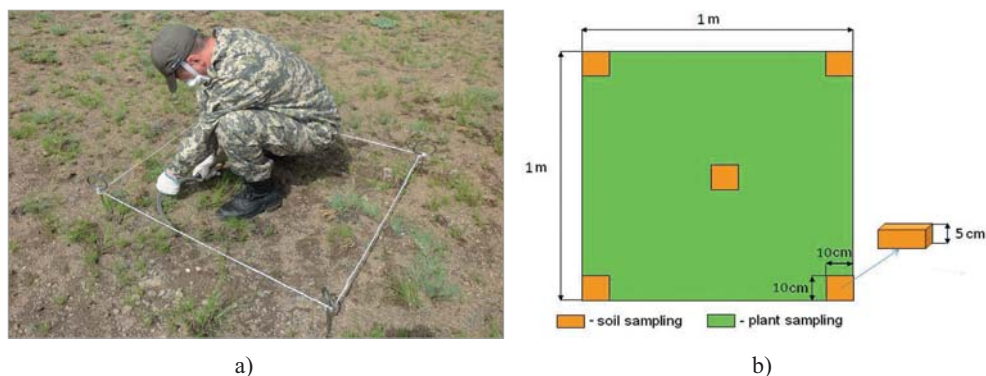 1 m
1 m
5 cm
10cm
10cm
- soil sampling - plant sampling
a) b)